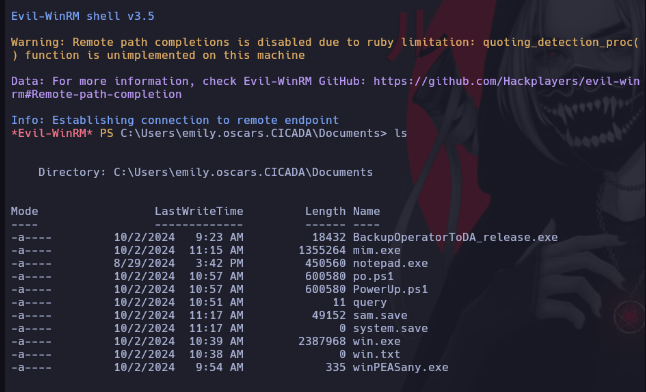 Evil-WinRM shell v3.5
Warning: Remote path completions is disabled due to ruby limitation: quoting_detection_proc(
) function is unimplemented on this machine
Data: For more information, check Evil-WinRM GitHub: https://github.com/Hackplayers/evil-win
rm#Remote-path-completion
Info: Establishing connection to remote endpoint
*Evil-WinRM* PS C:\Users\emily.oscars.CICADA\Documents> ls
Directory: C:\Users\emily.oscars.CICADA\Documents
Mode LastWriteTime Length Name
---- ------------- ------ ----
-a---- 10/2/2024 9:23 AM 18432 BackupOperatorToDA_release.exe
-a---- 10/2/2024 11:15 AM 1355264 mim.exe
-a---- 8/29/2024 3:42 PM 450560 notepad.exe
-a---- 10/2/2024 10:57 AM 600580 po.ps1
-a---- 10/2/2024 10:57 AM 600580 PowerUp.ps1
-a---- 10/2/2024 10:51 AM 11 query
-a---- 10/2/2024 11:17 AM 49152 sam.save
-a---- 10/2/2024 11:17 AM 0 system.save
-a---- 10/2/2024 10:39 AM 2387968 win.exe
-a---- 10/2/2024 10:38 AM 0 win.txt
-a---- 10/2/2024 9:54 AM 335 winPEASany.exe